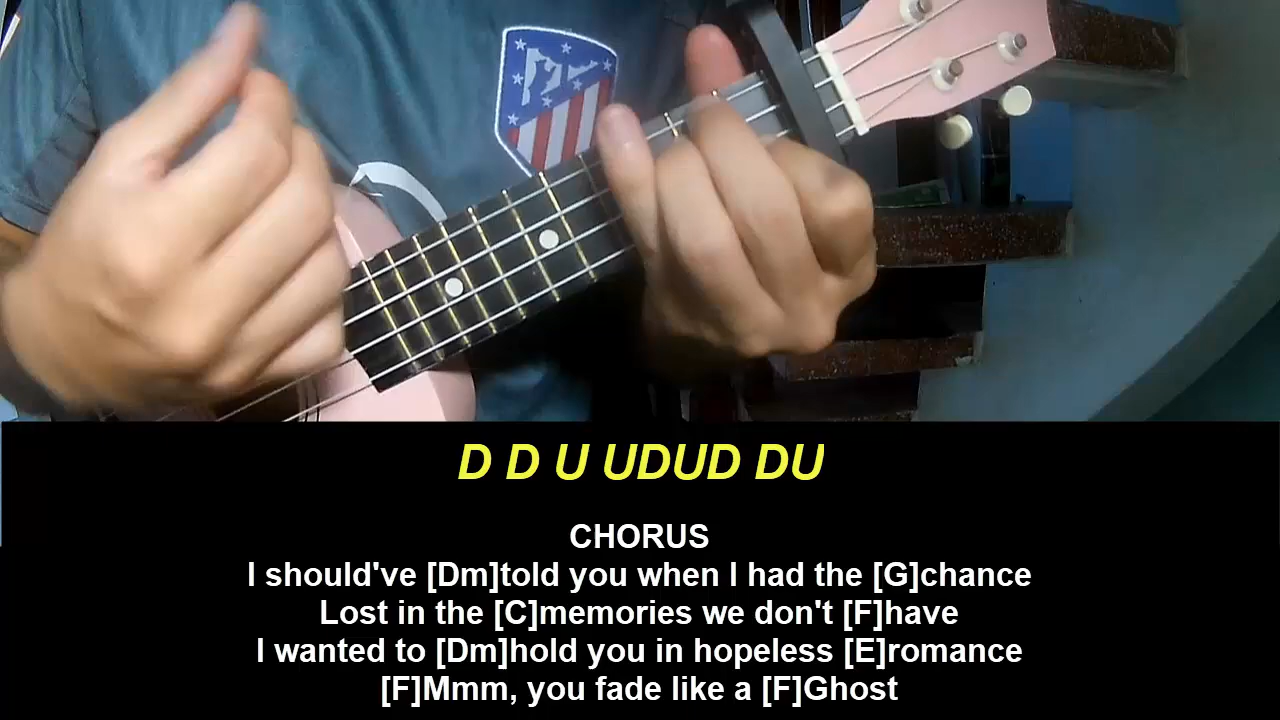 D D U UDUD DU
CHORUS
I should've [Dm]told you when I had the [G]chance
Lost in the [C]memories we don't [F]have
I wanted to [Dm]hold you in hopeless [E]romance
[F]Mmm, you fade like a [F]Ghost